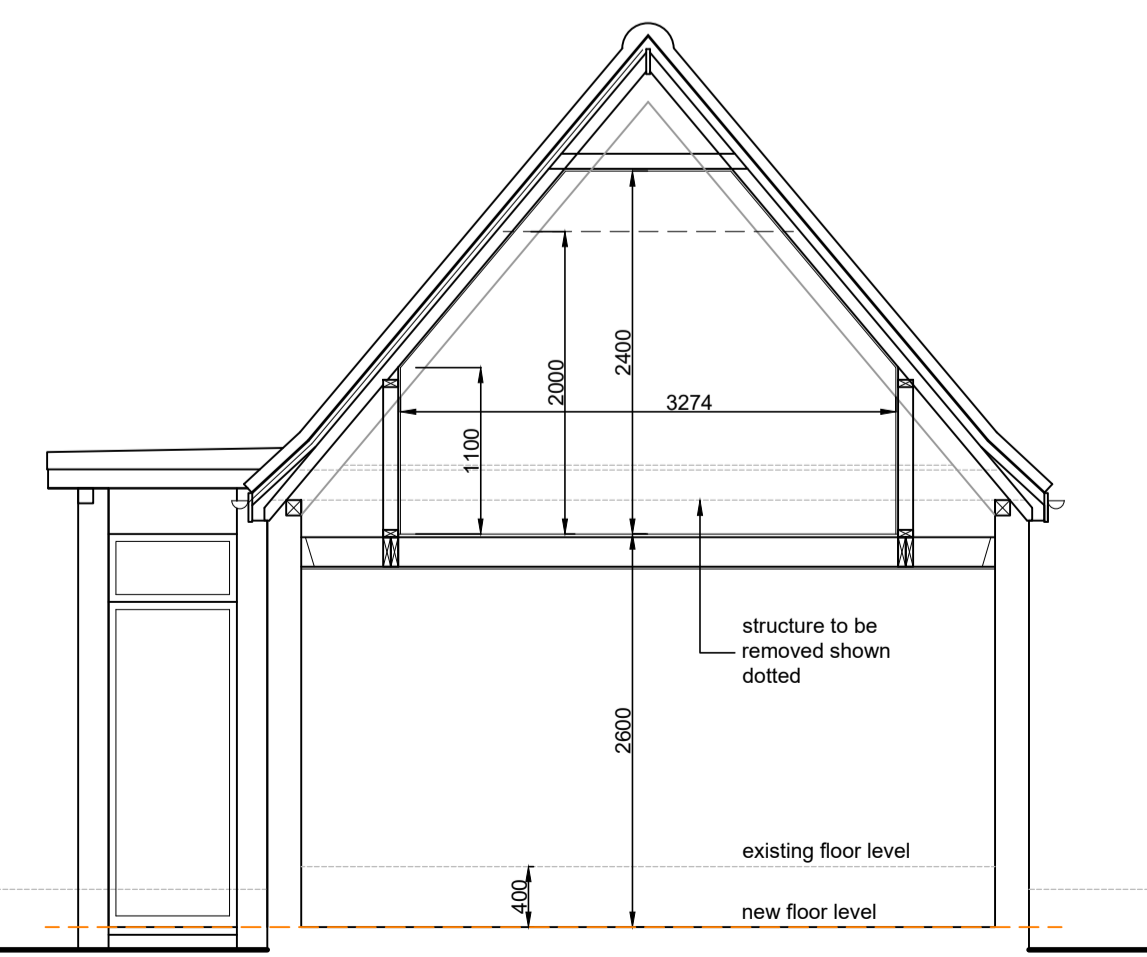 2400
2000
3274
1100
structure to be
removed shown
dotted
2600
existing floor level
400
new floor level